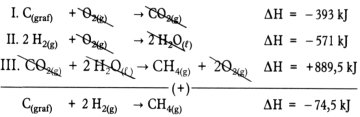 I. C(graf) + O2(g) → CO2(g) ΔH = – 393 kJ
II. 2 H2(g) + O2(g) → 2 H2O(ℓ) ΔH = – 571 kJ
III. CO2(g) + 2 H2O(ℓ) → CH4(g) + 2O2(g) ΔH = +889,5 kJ
(+)
C(graf) + 2 H2(g) → CH4(g) ΔH = – 74,5 kJ